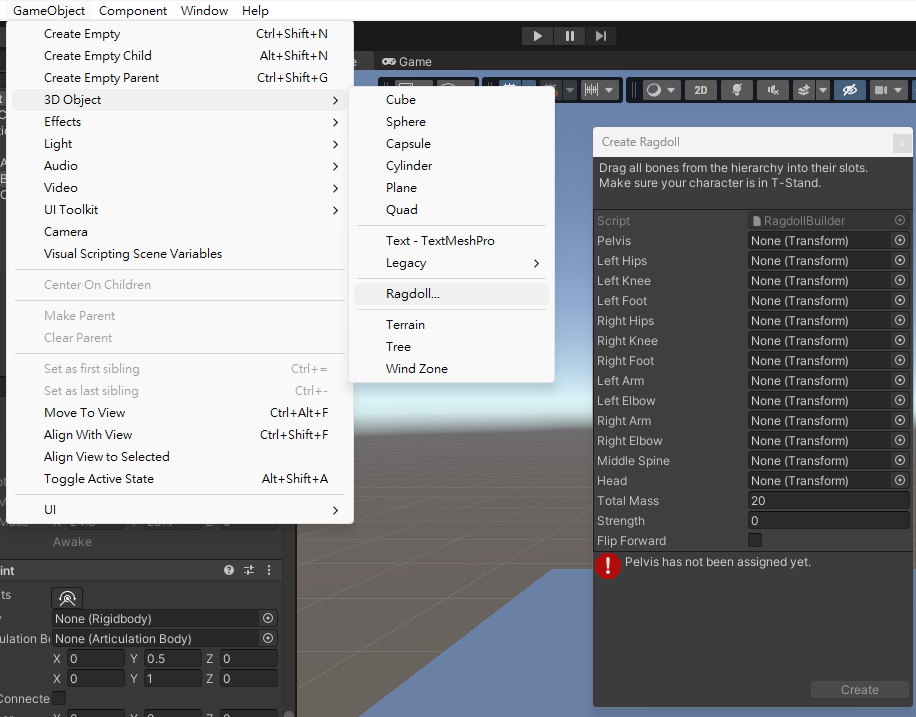 GameObject Component Window Help
Create Empty Ctrl+Shift+N
Create Empty Child Alt+Shift+N
Create Empty Parent Ctrl+Shift+G
3D Object
Effects
Light
Audio
Video
UI Toolkit
Camera
Visual Scripting Scene Variables
Center On Children
Make Parent
Clear Parent
Set as first sibling Ctrl+=
Set as last sibling Ctrl+-
Move To View Ctrl+Alt+F
Align With View Ctrl+Shift+F
Align View to Selected
Toggle Active State Alt+Shift+A
UI
Cube
Sphere
Capsule
Cylinder
Plane
Quad
Text - TextMeshPro
Legacy
Ragdoll...
Terrain
Tree
Wind Zone
Game
2D
Create Ragdoll
Drag all bones from the hierarchy into their slots.
Make sure your character is in T-Stand.
Script RagdollBuilder
Pelvis None (Transform)
Left Hips None (Transform)
Left Knee None (Transform)
Left Foot None (Transform)
Right Hips None (Transform)
Right Knee None (Transform)
Right Foot None (Transform)
Left Arm None (Transform)
Left Elbow None (Transform)
Right Arm None (Transform)
Right Elbow None (Transform)
Middle Spine None (Transform)
Head None (Transform)
Total Mass 20
Strength 0
Flip Forward
Pelvis has not been assigned yet.
Create
Awake
int
ts
None (Rigidbody)
ulation Bo None (Articulation Body)
X 0 Y 0.5 Z 0
X 0 Y 1 Z 0
Connecte